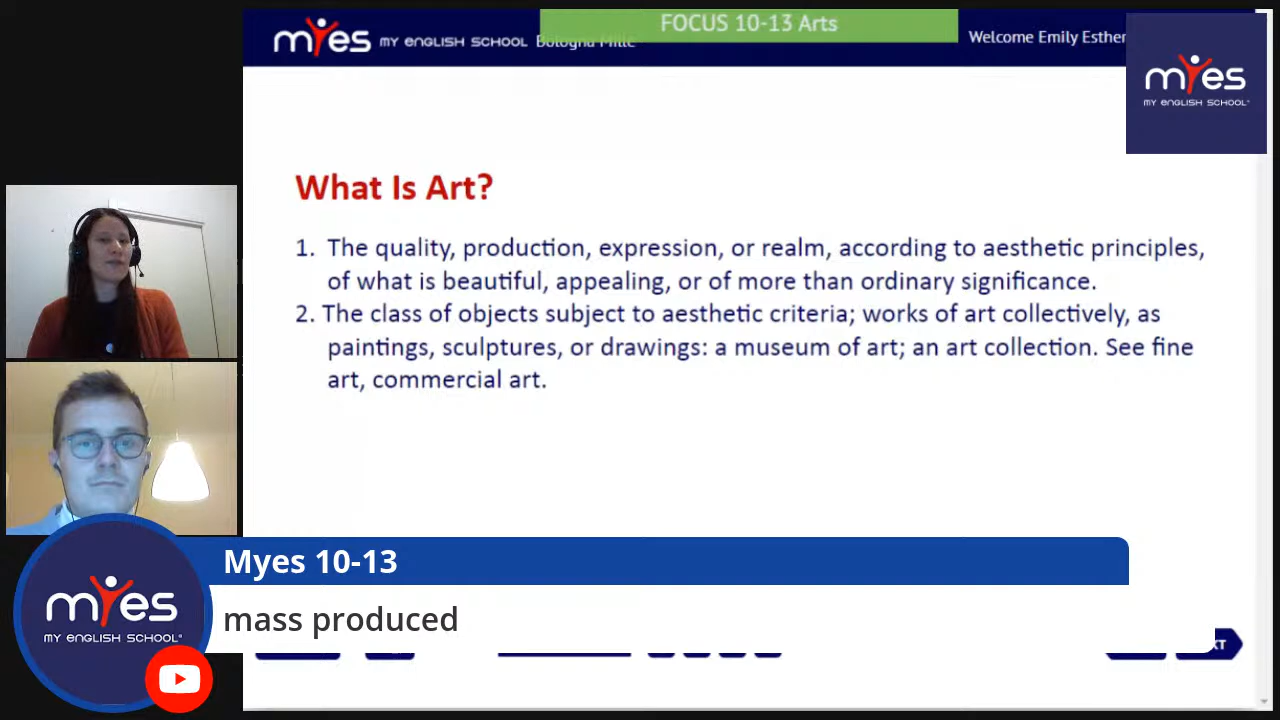 FOCUS 10-13 Arts
myes MY ENGLISH SCHOOL Bologna Mille
Welcome Emily Esther
myes
MY ENGLISH SCHOOL
What Is Art?
1. The quality, production, expression, or realm, according to aesthetic principles,
of what is beautiful, appealing, or of more than ordinary significance.
2. The class of objects subject to aesthetic criteria; works of art collectively, as
paintings, sculptures, or drawings: a museum of art; an art collection. See fine
art, commercial art.
Myes 10-13
mass produced
myes
MY ENGLISH SCHOOL